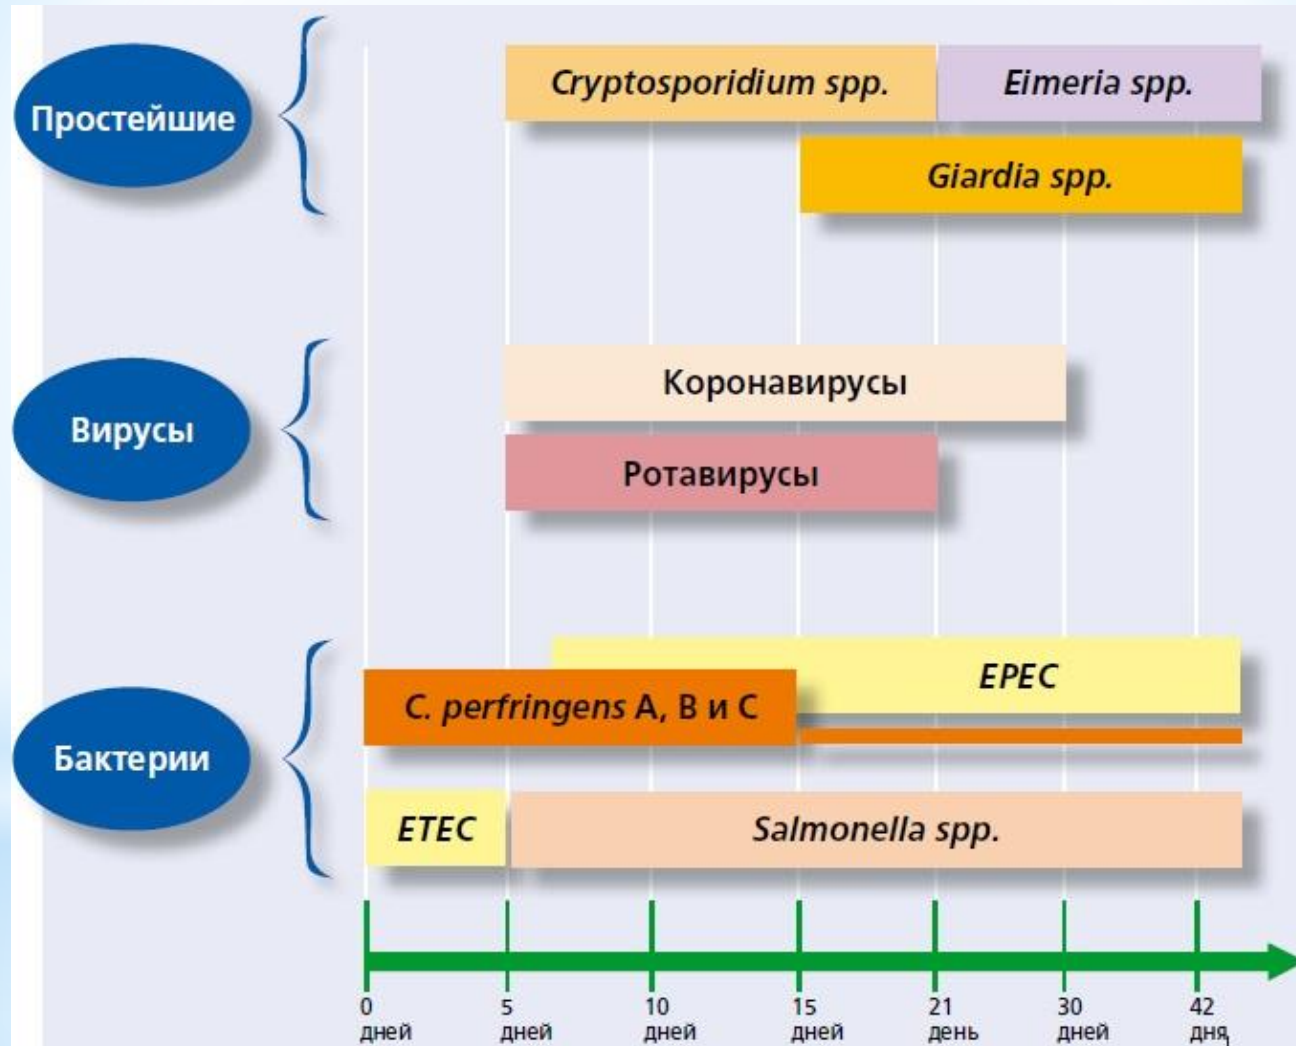 Простейшие
Cryptosporidium spp.
Eimeria spp.
Giardia spp.
Вирусы
Коронавирусы
Ротавирусы
Бактерии
EPEC
C. perfringens A, B и C
ETEC
Salmonella spp.
0 дней
5 дней
10 дней
15 дней
21 день
30 дней
42 дня